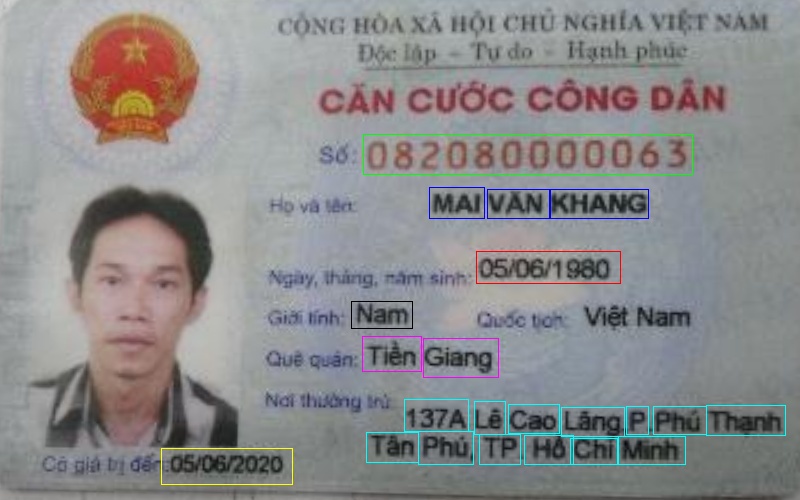 CỘNG HÒA XÃ HỘI CHỦ NGHĨA VIỆT NAM
Độc lập - Tự do - Hạnh phúc
CĂN CƯỚC CÔNG DÂN
Số: 082080000063
Họ và tên: MAI VĂN KHANG
Ngày, tháng, năm sinh: 05/06/1980
Giới tính: Nam Quốc tịch: Việt Nam
Quê quán: Tiền Giang
Nơi thường trú: 137A Lê Cao Lãng, P. Phú Thạnh
Tân Phú, TP. Hồ Chí Minh
Có giá trị đến: 05/06/2020